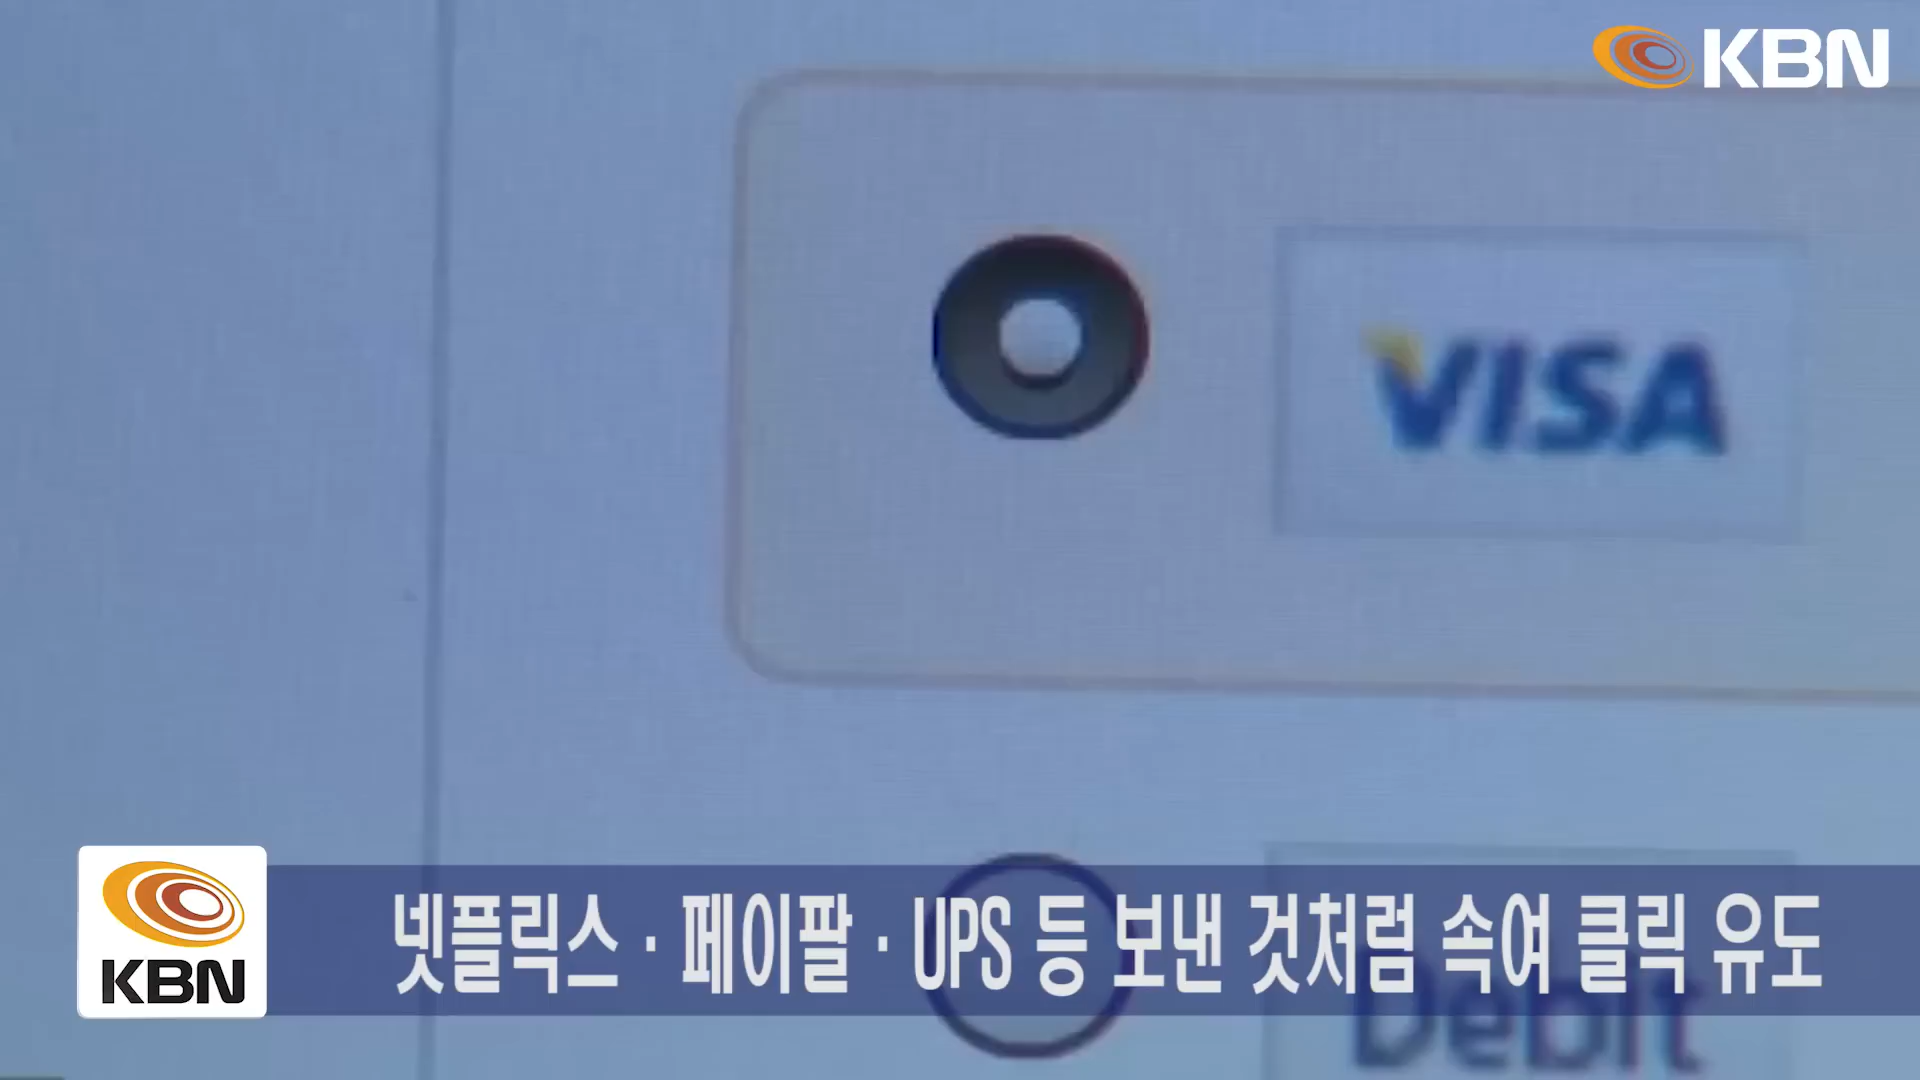 KBN
VISA
넷플릭스 · 페이팔 · UPS 등 보낸 것처럼 속여 클릭 유도
KBN
Debit